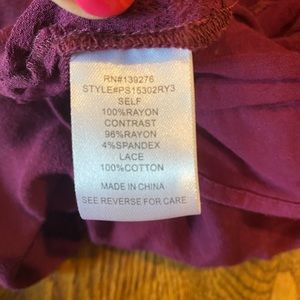 RN#139276
STYLE#PS15302RY3
SELF
100%RAYON
CONTRAST
96%RAYON
4%SPANDEX
LACE
100%COTTON
MADE IN CHINA
SEE REVERSE FOR CARE